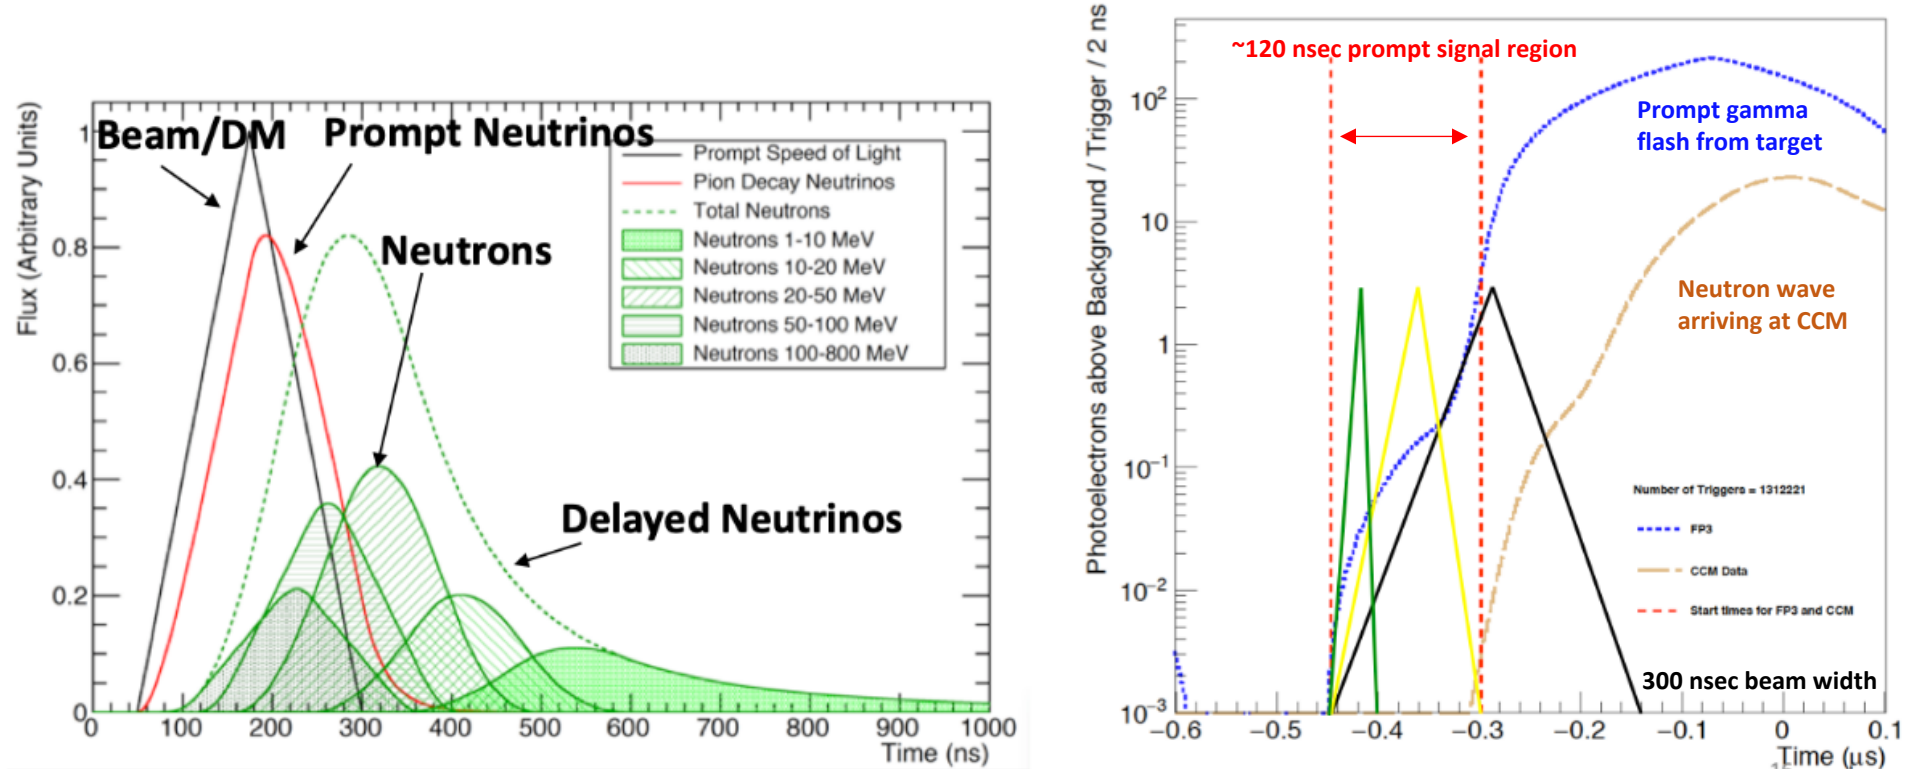 Beam/DM
Prompt Neutrinos
Neutrons
Delayed Neutrinos
Prompt Speed of Light
Pion Decay Neutrinos
Total Neutrons
Neutrons 1-10 MeV
Neutrons 10-20 MeV
Neutrons 20-50 MeV
Neutrons 50-100 MeV
Neutrons 100-800 MeV
Flux (Arbitrary Units)
1
0.8
0.6
0.4
0.2
0
0 100 200 300 400 500 600 700 800 900 1000
Time (ns)
~120 nsec prompt signal region
Prompt gamma
flash from target
Neutron wave
arriving at CCM
Number of Triggers = 1312221
FP3
CCM Data
Start times for FP3 and CCM
300 nsec beam width
Photoelectrons above Background / Trigger / 2 ns
10²
10
1
10⁻¹
10⁻²
10⁻³
−0.6 −0.5 −0.4 −0.3 −0.2 −0.1 0 0.1
Time (μs)